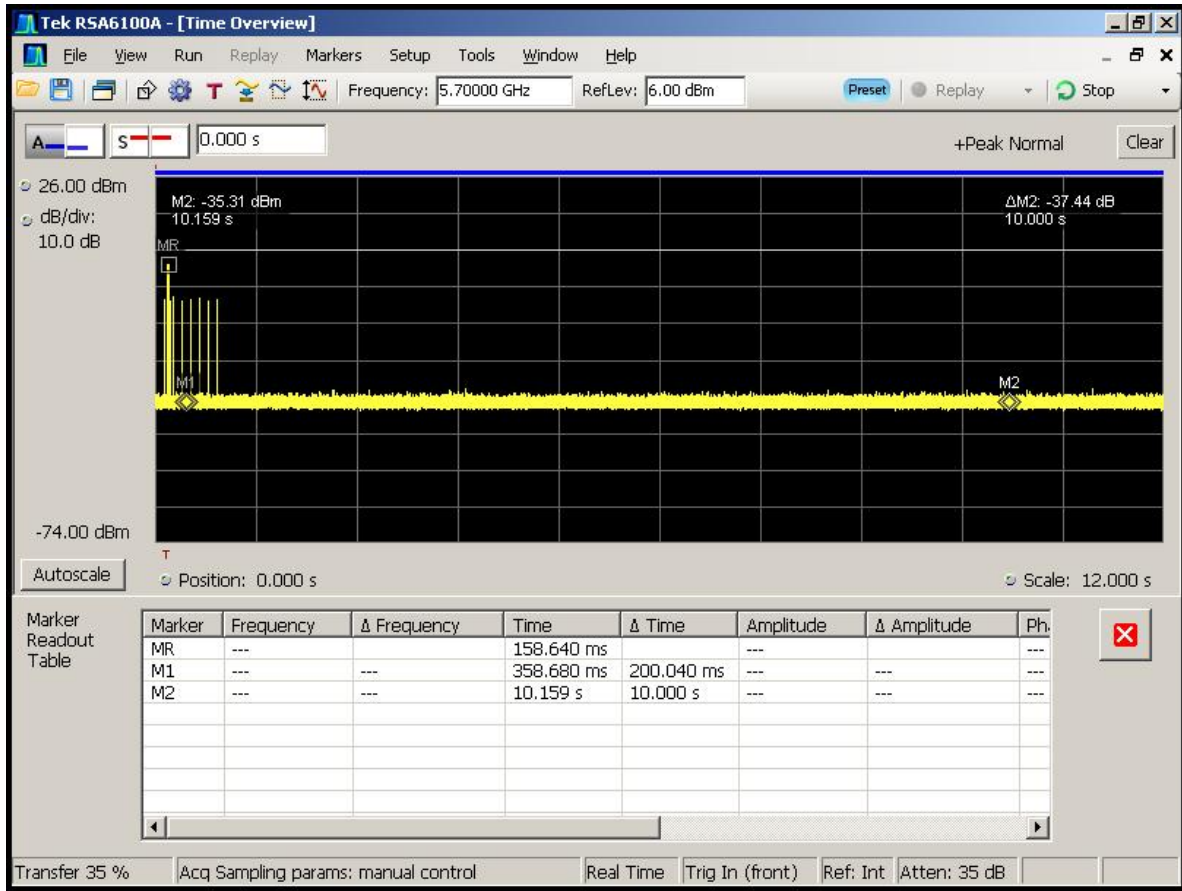 Tek RSA6100A - [Time Overview]
File View Run Replay Markers Setup Tools Window Help
T Frequency: 5.70000 GHz RefLev: 6.00 dBm Preset Replay Stop
A S 0.000 s +Peak Normal Clear
26.00 dBm
dB/div:
10.0 dB
M2: -35.31 dBm
10.159 s
ΔM2: -37.44 dB
10.000 s
MR
M1
M2
-74.00 dBm
T
Autoscale Position: 0.000 s Scale: 12.000 s
Marker
Readout
Table
Marker Frequency Δ Frequency Time Δ Time Amplitude Δ Amplitude
MR --- 158.640 ms --- ---
M1 --- --- 358.680 ms 200.040 ms --- --- ---
M2 --- --- 10.159 s 10.000 s --- --- ---
Transfer 35 % Acq Sampling params: manual control Real Time Trig In (front) Ref: Int Atten: 35 dB